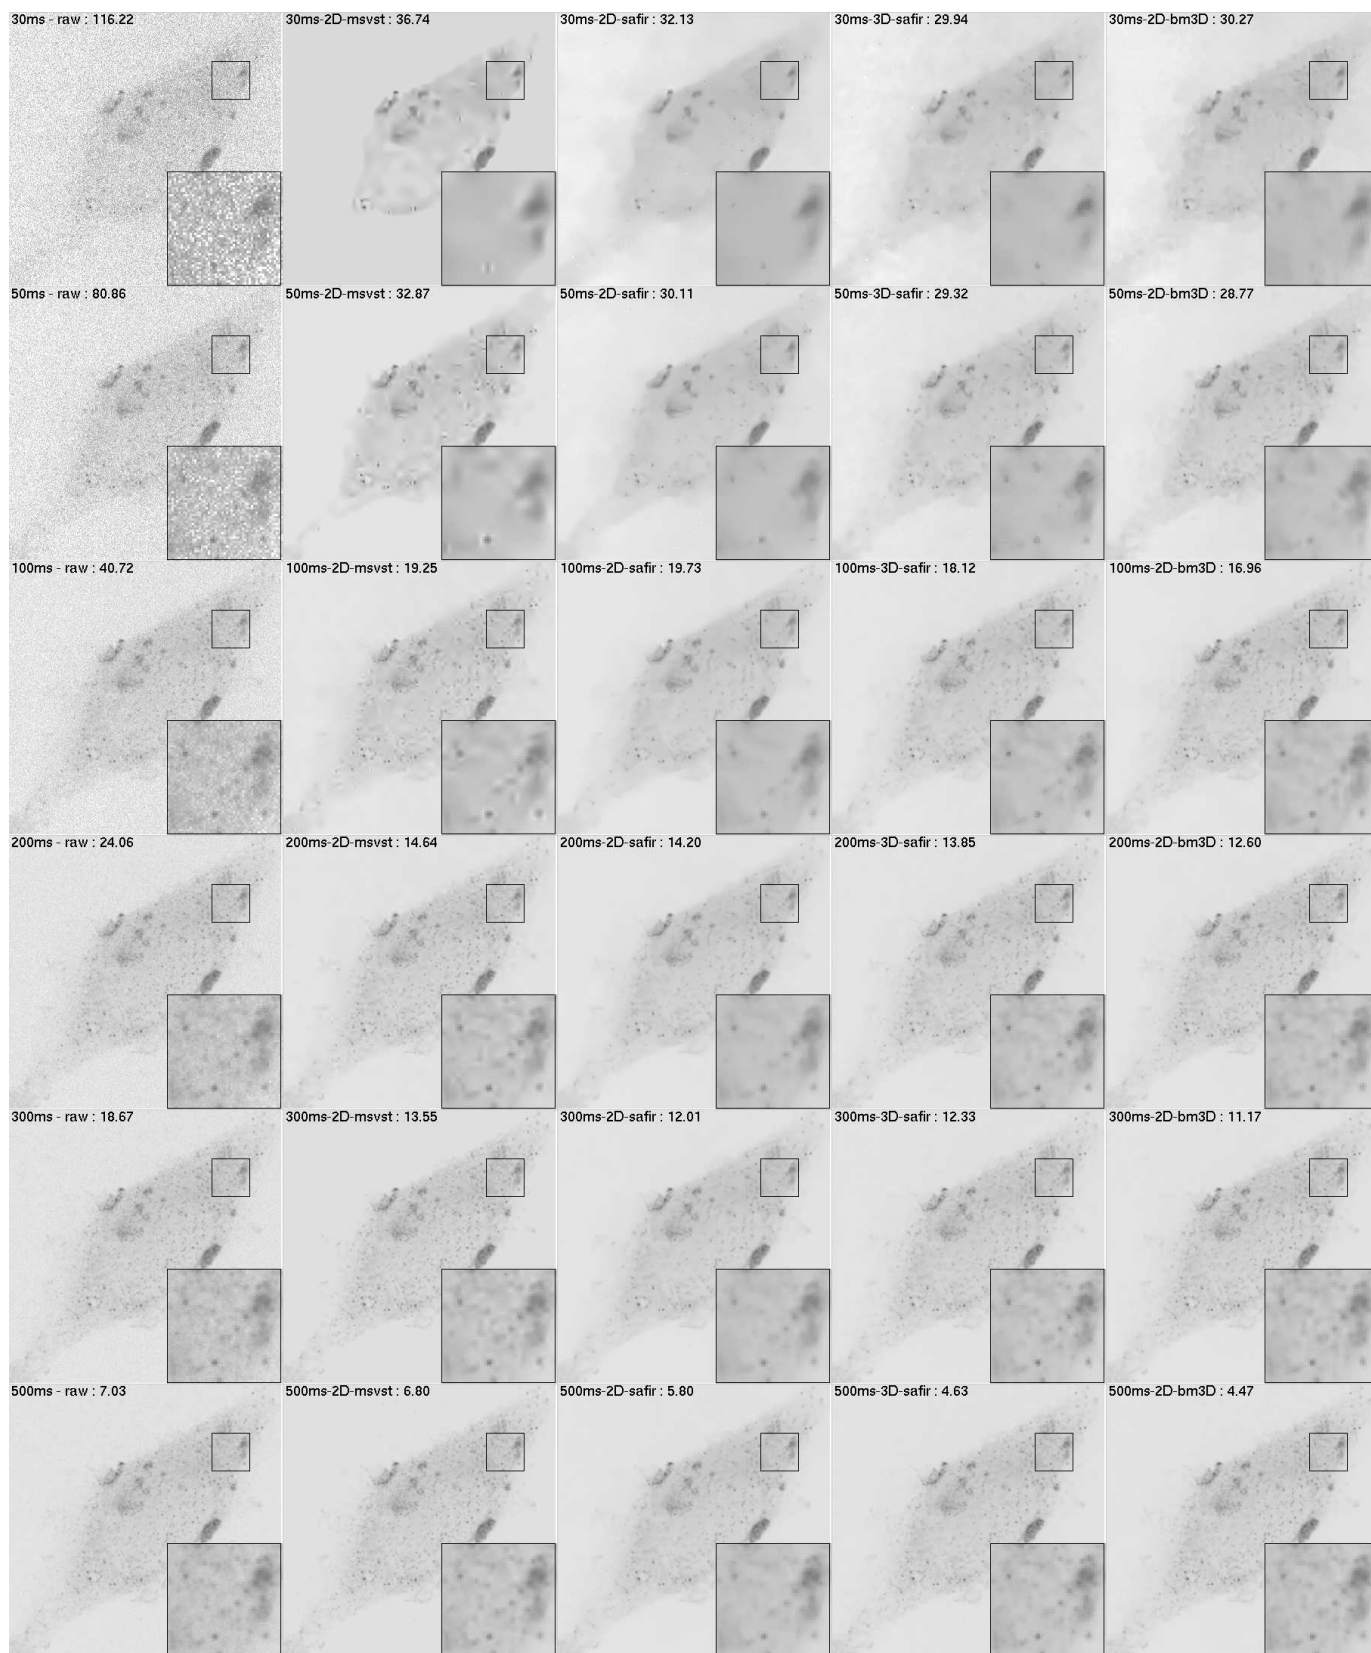 30ms - raw : 116.22
30ms-2D-msvst : 36.74
30ms-2D-safir : 32.13
30ms-3D-safir : 29.94
30ms-2D-bm3D : 30.27
50ms - raw : 80.86
50ms-2D-msvst : 32.87
50ms-2D-safir : 30.11
50ms-3D-safir : 29.32
50ms-2D-bm3D : 28.77
100ms - raw : 40.72
100ms-2D-msvst : 19.25
100ms-2D-safir : 19.73
100ms-3D-safir : 18.12
100ms-2D-bm3D : 16.96
200ms - raw : 24.06
200ms-2D-msvst : 14.64
200ms-2D-safir : 14.20
200ms-3D-safir : 13.85
200ms-2D-bm3D : 12.60
300ms - raw : 18.67
300ms-2D-msvst : 13.55
300ms-2D-safir : 12.01
300ms-3D-safir : 12.33
300ms-2D-bm3D : 11.17
500ms - raw : 7.03
500ms-2D-msvst : 6.80
500ms-2D-safir : 5.80
500ms-3D-safir : 4.63
500ms-2D-bm3D : 4.47